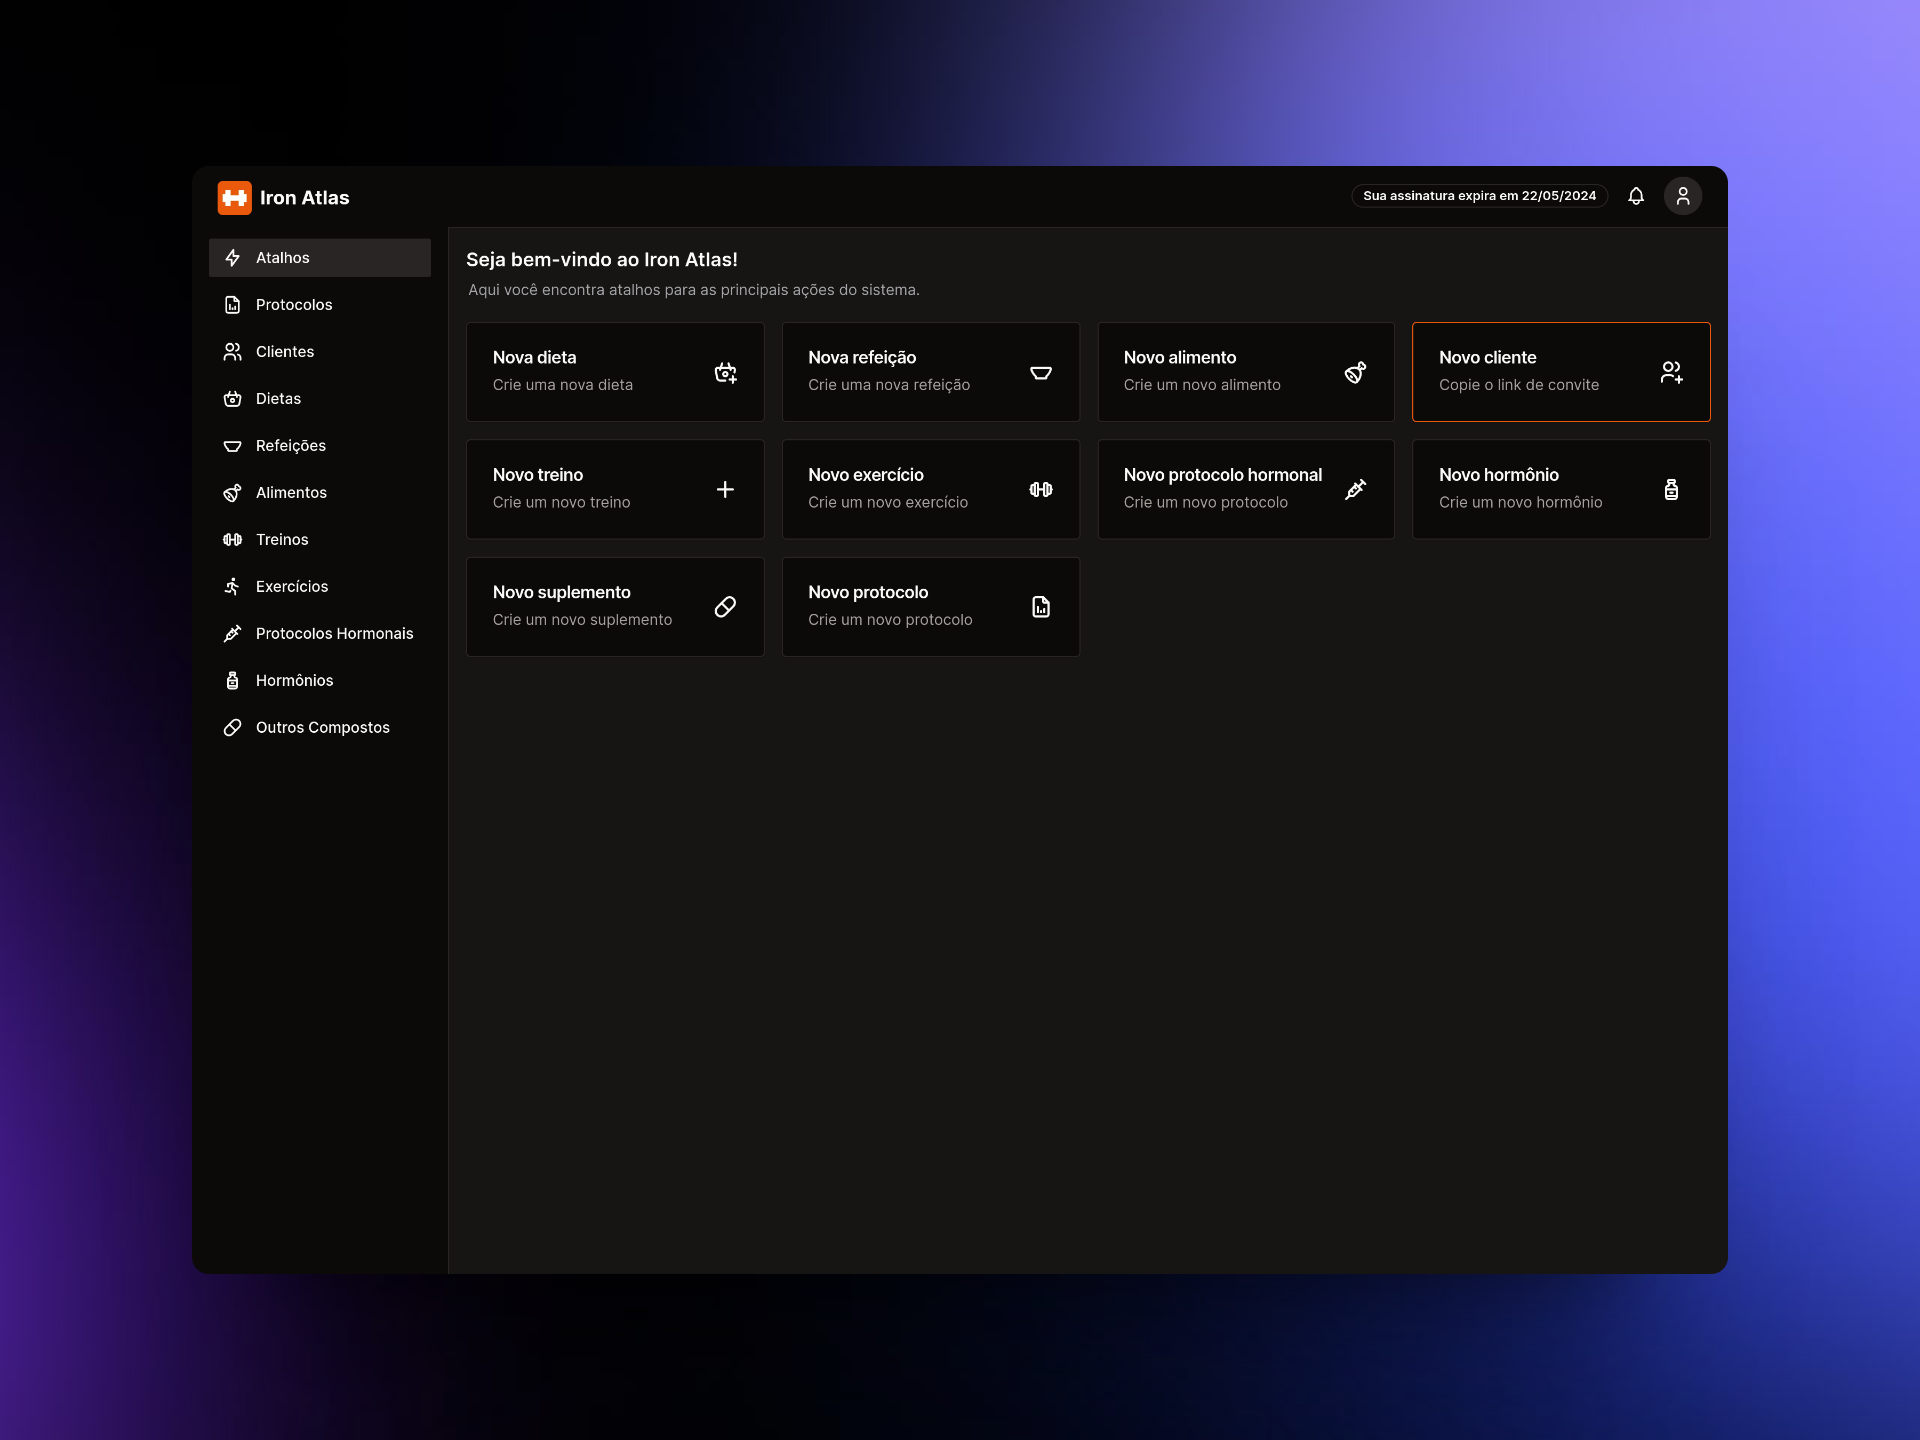 Iron Atlas
Sua assinatura expira em 22/05/2024
Atalhos
Protocolos
Clientes
Dietas
Refeições
Alimentos
Treinos
Exercícios
Protocolos Hormonais
Hormônios
Outros Compostos
Seja bem-vindo ao Iron Atlas!
Aqui você encontra atalhos para as principais ações do sistema.
Nova dieta
Crie uma nova dieta
Nova refeição
Crie uma nova refeição
Novo alimento
Crie um novo alimento
Novo cliente
Copie o link de convite
Novo treino
Crie um novo treino
Novo exercício
Crie um novo exercício
Novo protocolo hormonal
Crie um novo protocolo
Novo hormônio
Crie um novo hormônio
Novo suplemento
Crie um novo suplemento
Novo protocolo
Crie um novo protocolo